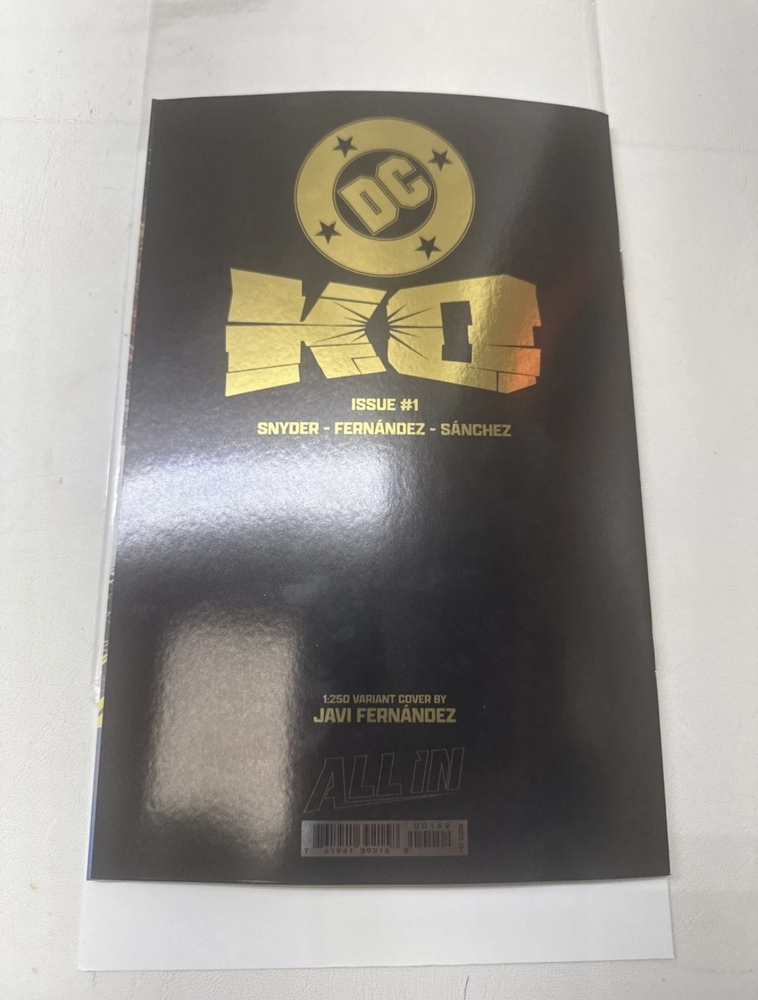 DC
KO
ISSUE #1
SNYDER - FERNÁNDEZ - SÁNCHEZ
1:250 VARIANT COVER BY
JAVI FERNÁNDEZ
ALL IN